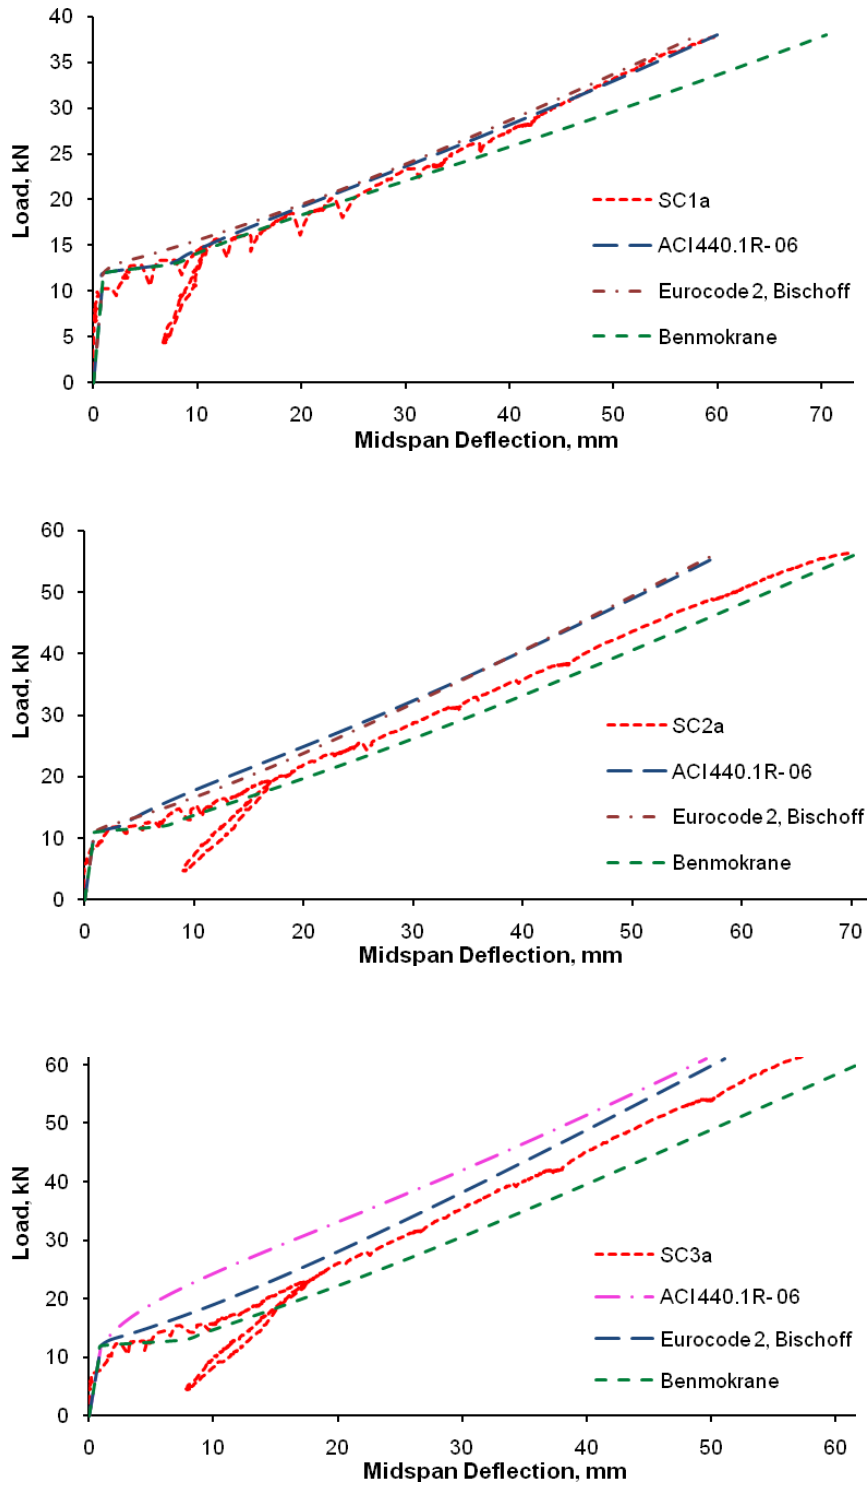 40
35
30
25
20
15
10
5
0
Load, kN
SC1a
ACI440.1R-06
Eurocode 2, Bischoff
Benmokrane
0 10 20 30 40 50 60 70
Midspan Deflection, mm
60
50
40
30
20
10
0
Load, kN
SC2a
ACI440.1R-06
Eurocode 2, Bischoff
Benmokrane
0 10 20 30 40 50 60 70
Midspan Deflection, mm
60
50
40
30
20
10
0
Load, kN
SC3a
ACI440.1R-06
Eurocode 2, Bischoff
Benmokrane
0 10 20 30 40 50 60
Midspan Deflection, mm